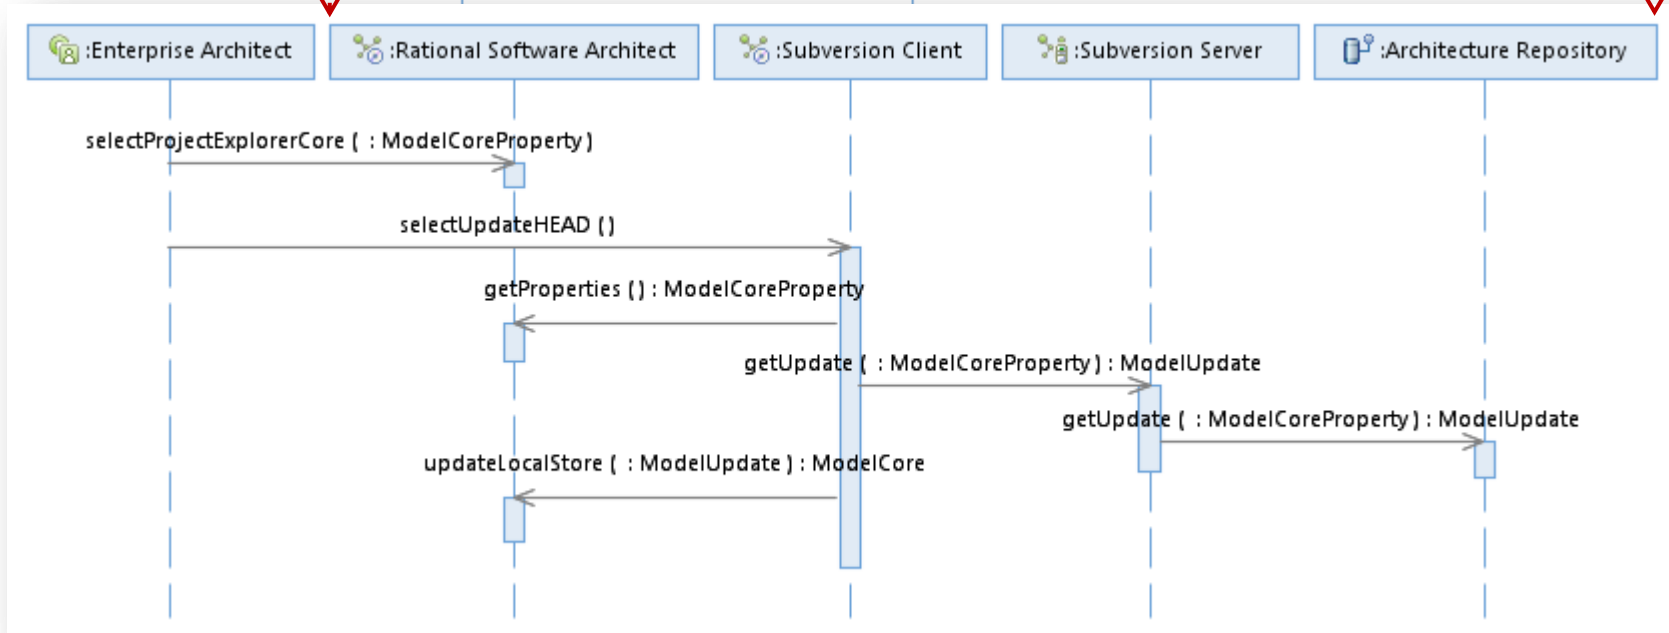 :Enterprise Architect
:Rational Software Architect
:Subversion Client
:Subversion Server
:Architecture Repository
selectProjectExplorerCore ( : ModelCoreProperty )
selectUpdateHEAD ( )
getProperties ( ) : ModelCoreProperty
getUpdate ( : ModelCoreProperty ) : ModelUpdate
getUpdate ( : ModelCoreProperty ) : ModelUpdate
updateLocalStore ( : ModelUpdate ) : ModelCore